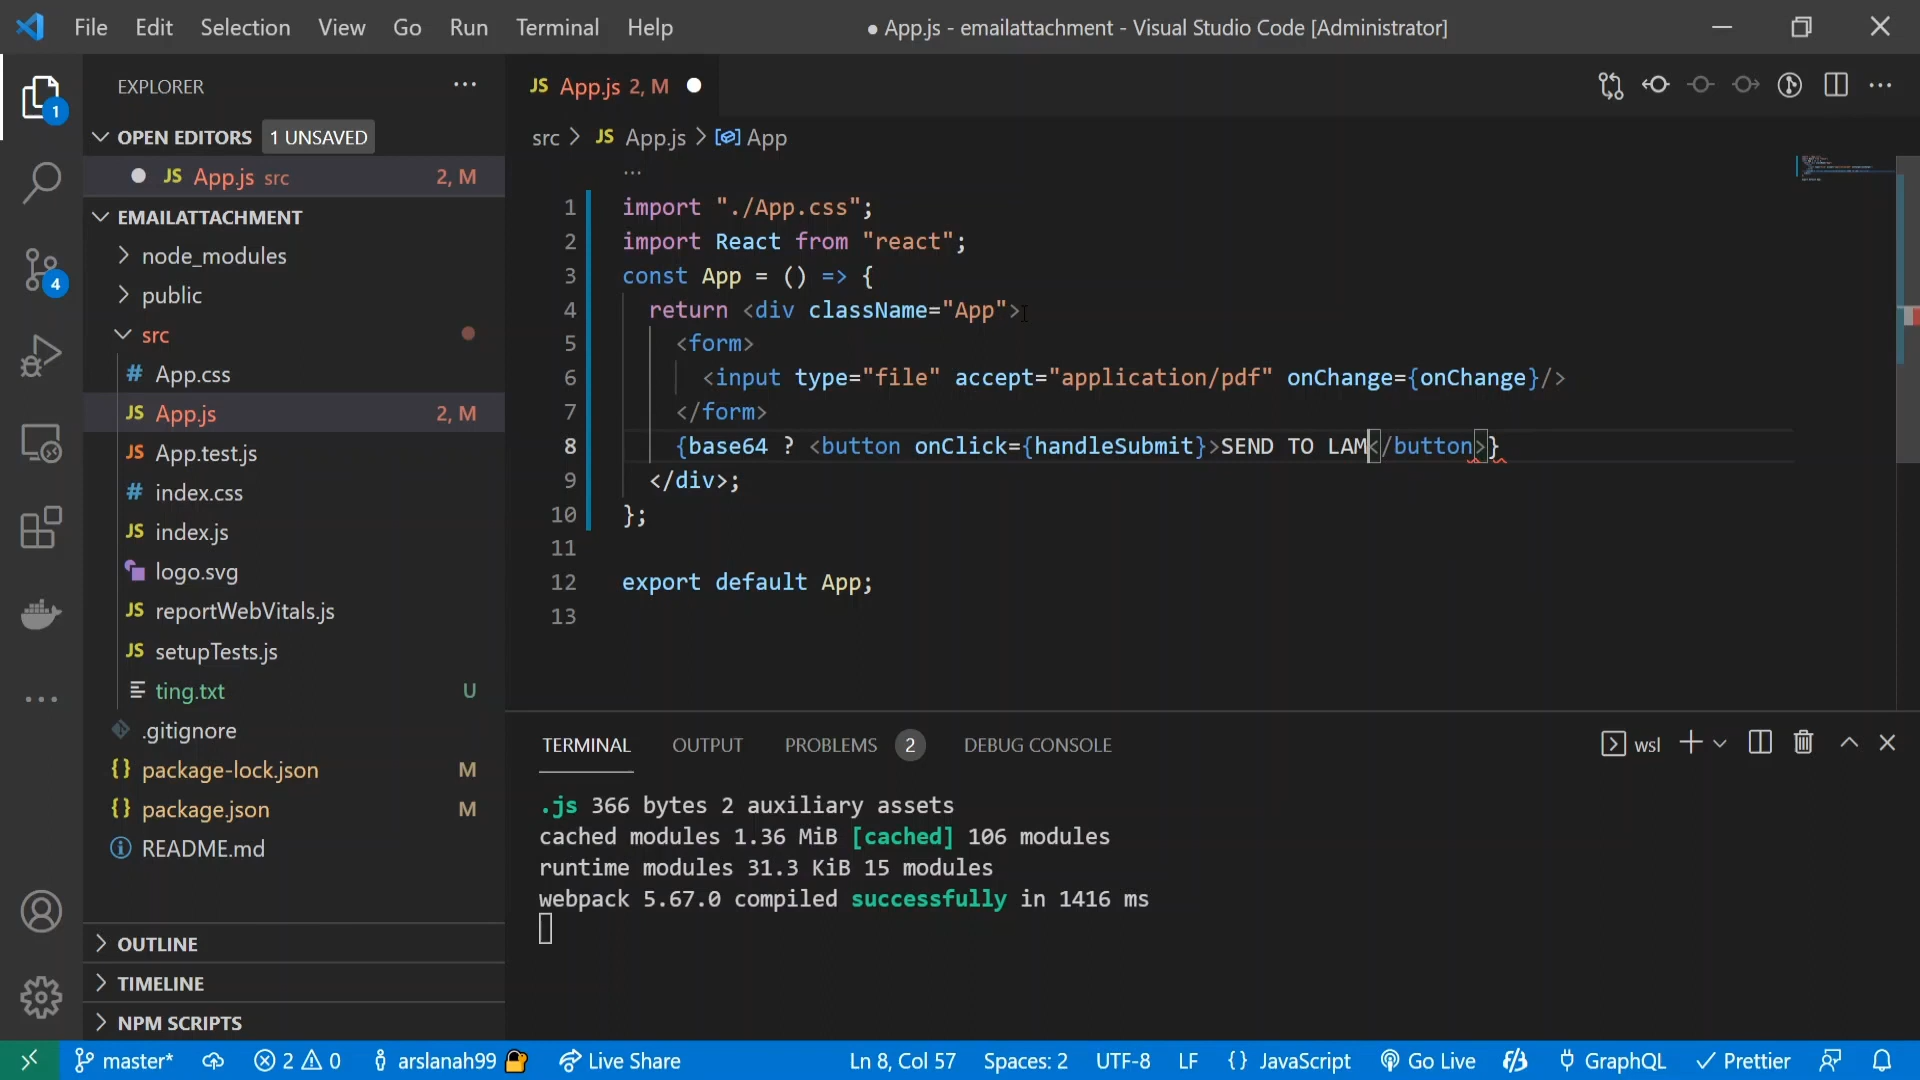 File Edit Selection View Go Run Terminal Help
● App.js - emailattachment - Visual Studio Code [Administrator]
EXPLORER
OPEN EDITORS 1 UNSAVED
JS App.js src 2, M
EMAILATTACHMENT
node_modules
public
src
# App.css
JS App.js 2, M
JS App.test.js
# index.css
JS index.js
logo.svg
JS reportWebVitals.js
JS setupTests.js
ting.txt U
.gitignore
{} package-lock.json M
{} package.json M
README.md
OUTLINE
TIMELINE
NPM SCRIPTS
1
4
JS App.js 2, M
src > JS App.js > App
...
1 import "./App.css";
2 import React from "react";
3 const App = () => {
4 return <div className="App">
5 <form>
6 <input type="file" accept="application/pdf" onChange={onChange}/>
7 </form>
8 {base64 ? <button onClick={handleSubmit}>SEND TO LAM</button>}
9 </div>;
10 };
11
12 export default App;
13
TERMINAL OUTPUT PROBLEMS 2 DEBUG CONSOLE
wsl
.js 366 bytes 2 auxiliary assets
cached modules 1.36 MiB [cached] 106 modules
runtime modules 31.3 KiB 15 modules
webpack 5.67.0 compiled successfully in 1416 ms
master* 2 0 arslanah99 Live Share Ln 8, Col 57 Spaces: 2 UTF-8 LF {} JavaScript Go Live GraphQL Prettier